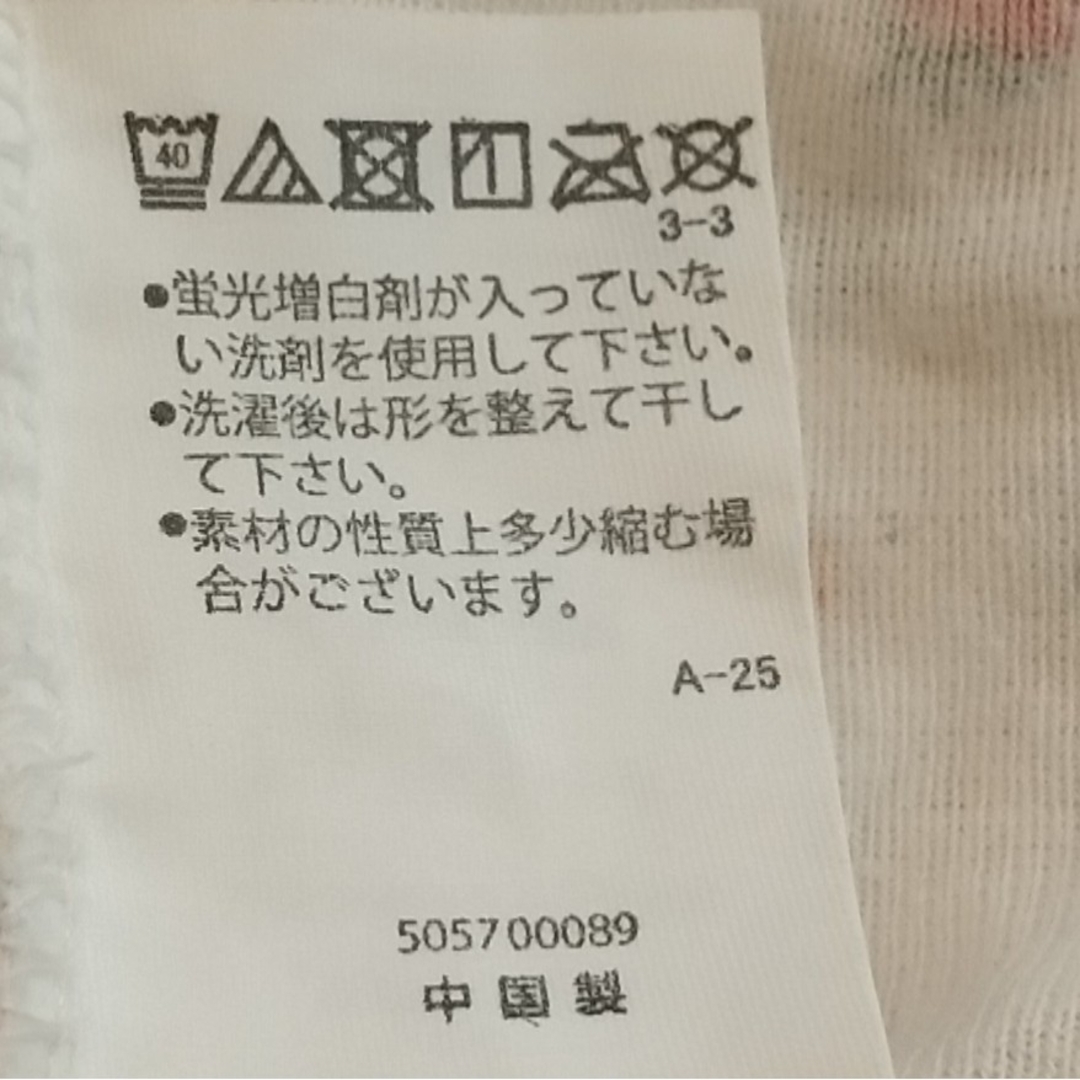 40
3-3
●蛍光増白剤が入っていな
い洗剤を使用して下さい。
●洗濯後は形を整えて干し
て下さい。
●素材の性質上多少縮む場
合がございます。
A-25
505700089
中国製